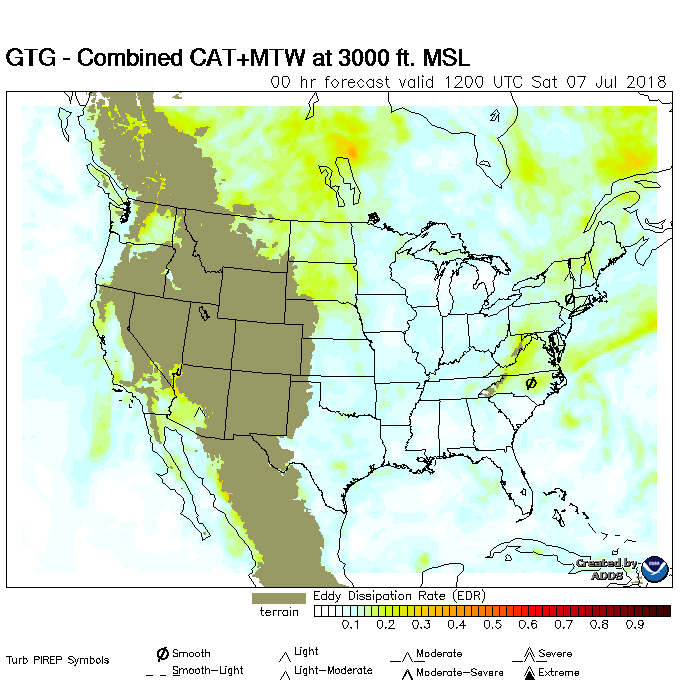 GTG - Combined CAT+MTW at 3000 ft. MSL
00 hr forecast valid 1200 UTC Sat 07 Jul 2018
Created by
ADDS
Eddy Dissipation Rate (EDR)
terrain
0.1 0.2 0.3 0.4 0.5 0.6 0.7 0.8 0.9
Turb PIREP Symbols
Smooth
Light
Moderate
Severe
Smooth-Light
Light-Moderate
Moderate-Severe
Extreme